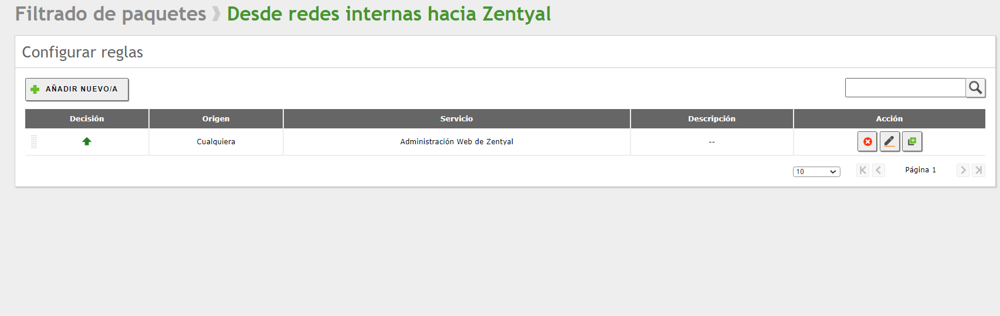 Filtrado de paquetes Desde redes internas hacia Zentyal
Configurar reglas
AÑADIR NUEVO/A
Decisión Origen Servicio Descripción Acción
Cualquiera Administración Web de Zentyal --
10 Página 1